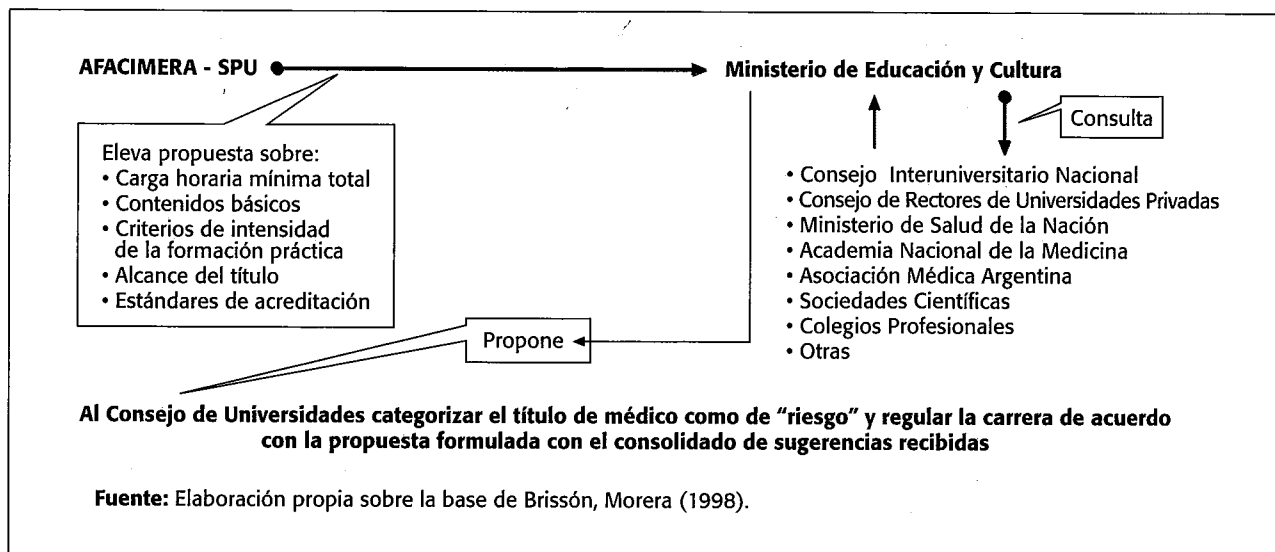 AFACIMERA - SPU
Ministerio de Educación y Cultura
Consulta
Eleva propuesta sobre:
• Carga horaria mínima total
• Contenidos básicos
• Criterios de intensidad
de la formación práctica
• Alcance del título
• Estándares de acreditación
• Consejo Interuniversitario Nacional
• Consejo de Rectores de Universidades Privadas
• Ministerio de Salud de la Nación
• Academia Nacional de la Medicina
• Asociación Médica Argentina
• Sociedades Científicas
• Colegios Profesionales
• Otras
Propone
Al Consejo de Universidades categorizar el título de médico como de “riesgo” y regular la carrera de acuerdo
con la propuesta formulada con el consolidado de sugerencias recibidas
Fuente: Elaboración propia sobre la base de Brissón, Morera (1998).